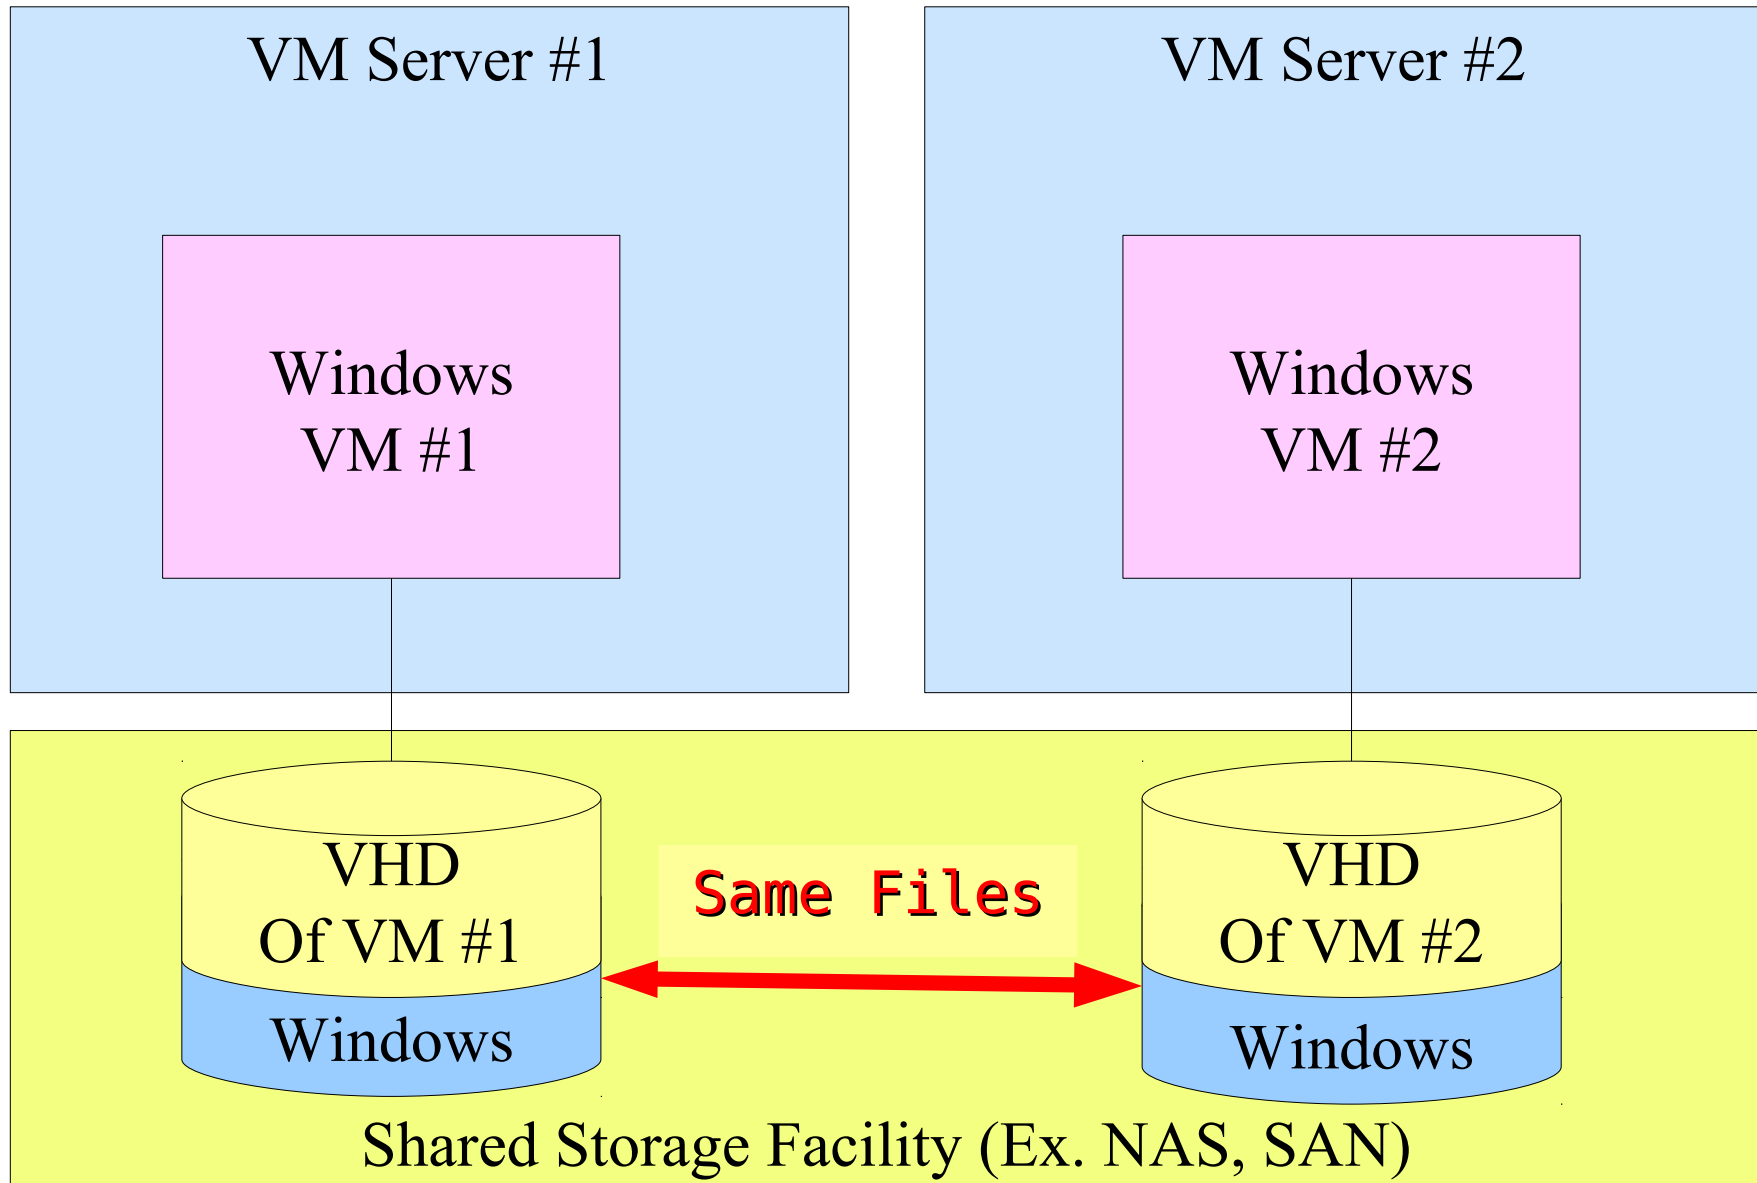 VM Server #1
VM Server #2
Windows
VM #1
Windows
VM #2
VHD
Of VM #1
Windows
Same Files
VHD
Of VM #2
Windows
Shared Storage Facility (Ex. NAS, SAN)